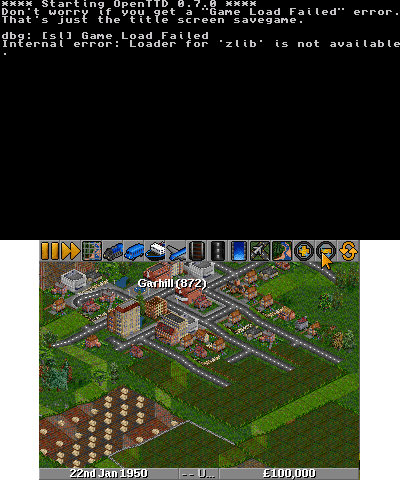 **** Starting OpenTTD 0.7.0 ****
Don't worry if you get a "Game Load Failed" error.
That's just the title screen savegame.
dbg: [sl] Game Load Failed
Internal error: Loader for 'zlib' is not available
.
Garhill (872)
22nd Jan 1950
-- U...
£100,000